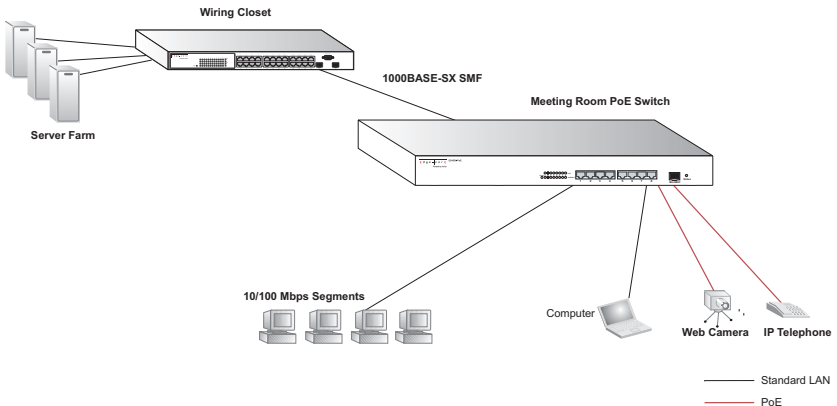 Wiring Closet
1000BASE-SX SMF
Meeting Room PoE Switch
Server Farm
10/100 Mbps Segments
Computer
Web Camera
IP Telephone
Standard LAN
PoE